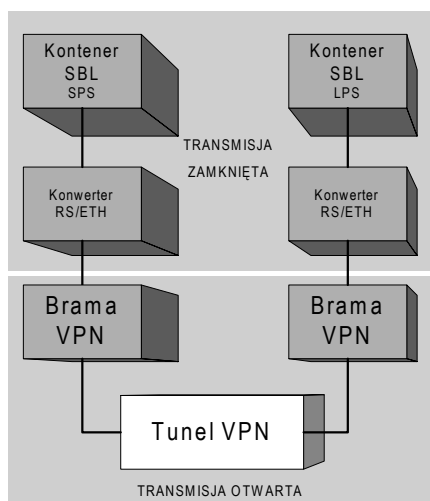 Kontener
SBL
SPS
Kontener
SBL
LPS
TRANSMISJA
ZAMKNIĘTA
Konwerter
RS/ETH
Konwerter
RS/ETH
Brama
VPN
Brama
VPN
Tunel VPN
TRANSMISJA OTWARTA